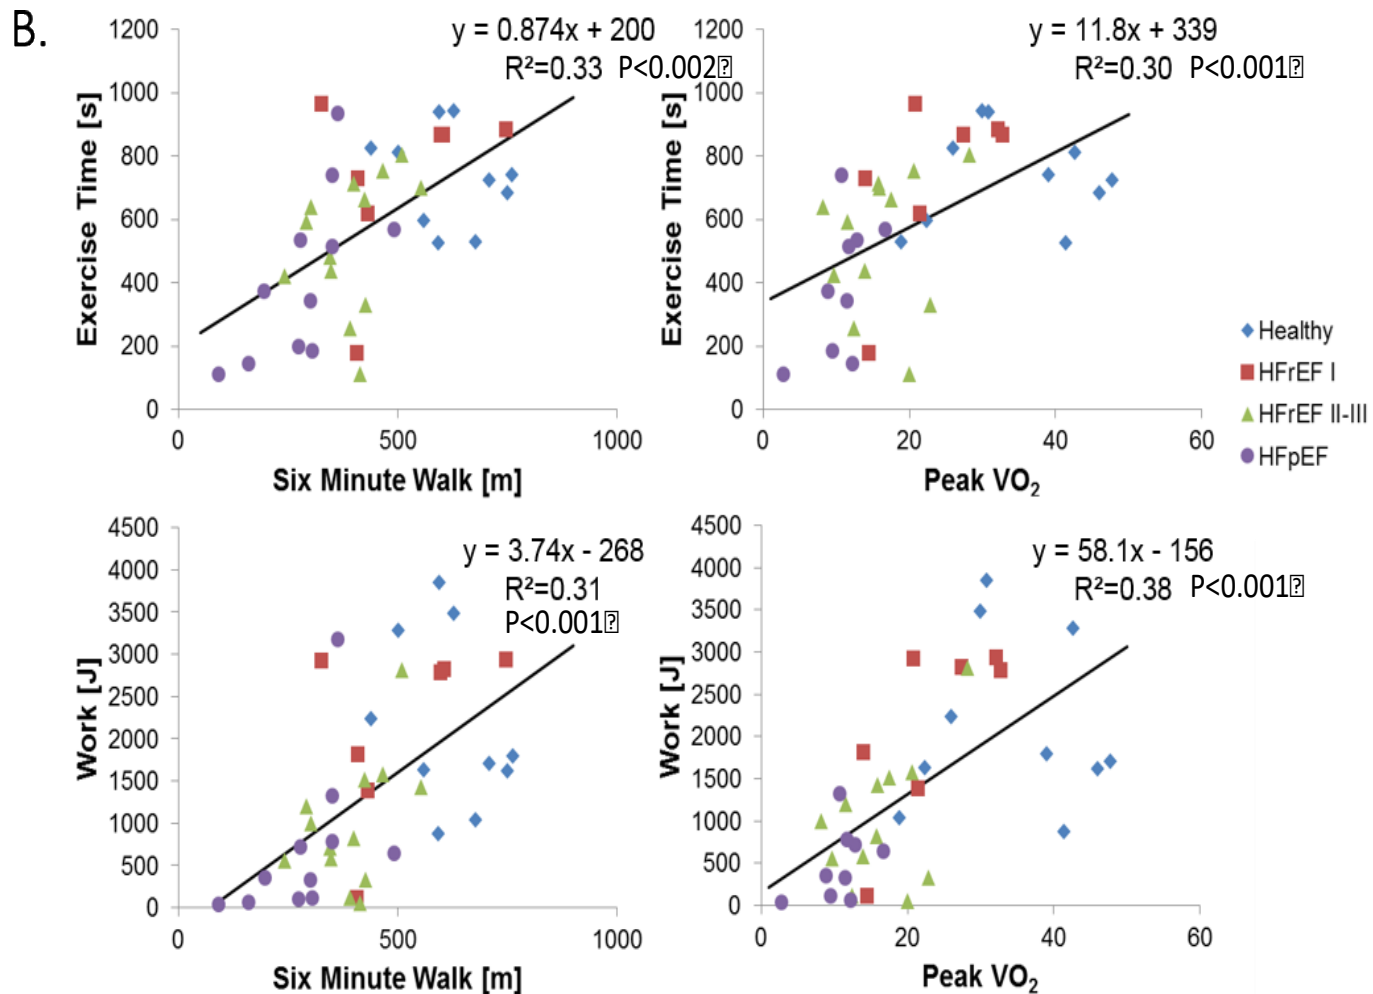 B.
y = 0.874x + 200
R²=0.33 P<0.002
1200
1000
800
600
400
200
0
Exercise Time [s]
0 500 1000
Six Minute Walk [m]
y = 11.8x + 339
R²=0.30 P<0.001
1200
1000
800
600
400
200
0
Exercise Time [s]
0 20 40 60
Peak VO₂
Healthy
HFrEF I
HFrEF II-III
HFpEF
y = 3.74x - 268
R²=0.31
P<0.001
4500
4000
3500
3000
2500
2000
1500
1000
500
0
Work [J]
0 500 1000
Six Minute Walk [m]
y = 58.1x - 156
R²=0.38 P<0.001
4500
4000
3500
3000
2500
2000
1500
1000
500
0
Work [J]
0 20 40 60
Peak VO₂